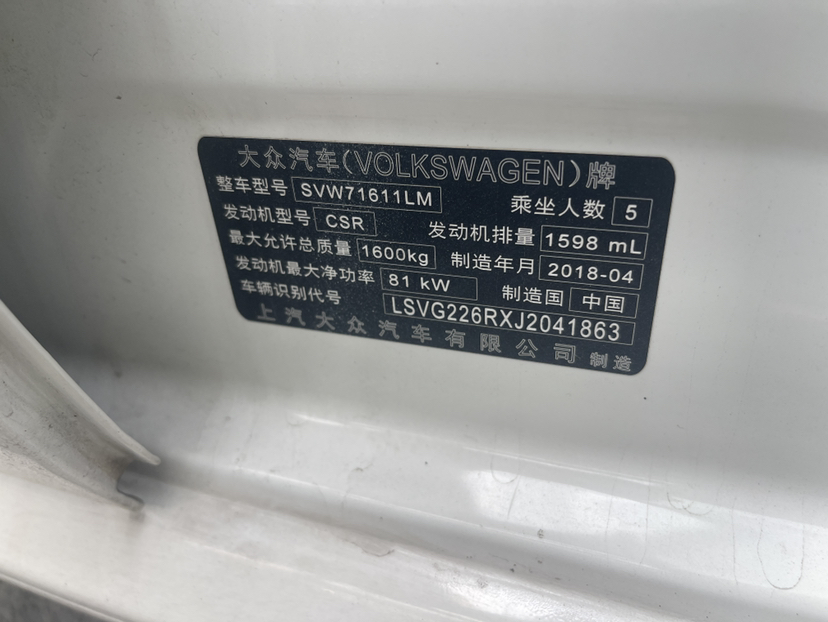 大众汽车(VOLKSWAGEN)牌
整车型号 SVW71611LM 乘坐人数 5
发动机型号 CSR 发动机排量 1598 mL
最大允许总质量 1600kg 制造年月 2018-04
发动机最大净功率 81 kW 制造国 中国
车辆识别代号 LSVG226RXJ2041863
上汽大众汽车有限公司 制造